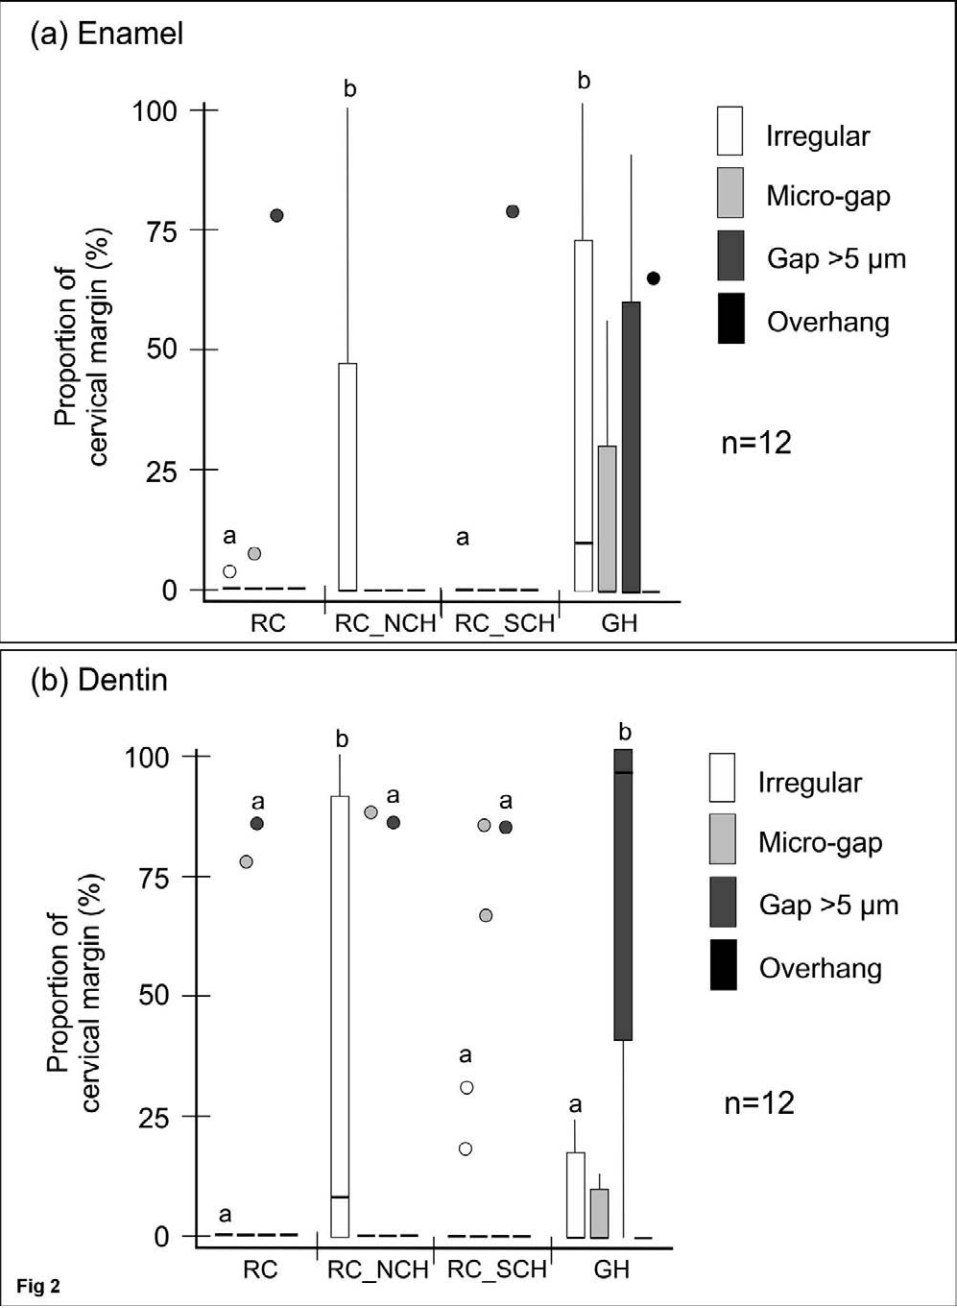 (a) Enamel
b
b
100
75
50
25
0
Proportion of
cervical margin (%)
a
a
RC
RC_NCH
RC_SCH
GH
Irregular
Micro-gap
Gap >5 µm
Overhang
n=12
(b) Dentin
b
b
100
75
50
25
0
Proportion of
cervical margin (%)
a
a
a
a
a
a
RC
RC_NCH
RC_SCH
GH
Irregular
Micro-gap
Gap >5 µm
Overhang
n=12
Fig 2